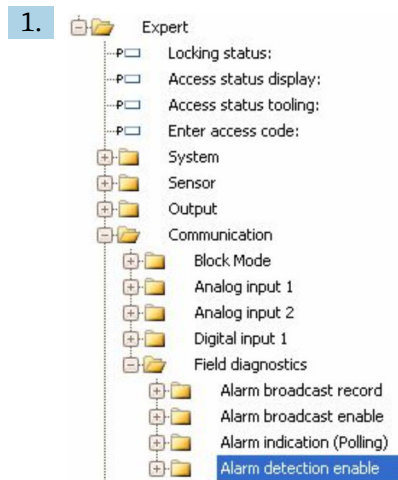 1.
Expert
Locking status:
Access status display:
Access status tooling:
Enter access code:
System
Sensor
Output
Communication
Block Mode
Analog input 1
Analog input 2
Digital input 1
Field diagnostics
Alarm broadcast record
Alarm broadcast enable
Alarm indication (Polling)
Alarm detection enable